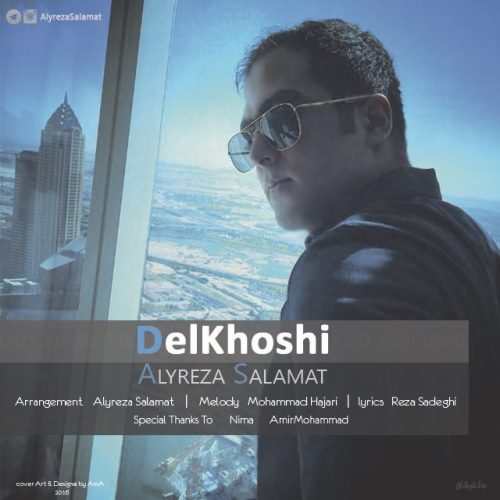 AlyrezaSalamat
DelKhoshi
ALYREZA SALAMAT
Arrangement Alyreza Salamat | Melody Mohammad Hajari | lyrics Reza Sadeghi
Special Thanks To Nima AmirMohammad
cover Art & Designe by AmA
2016